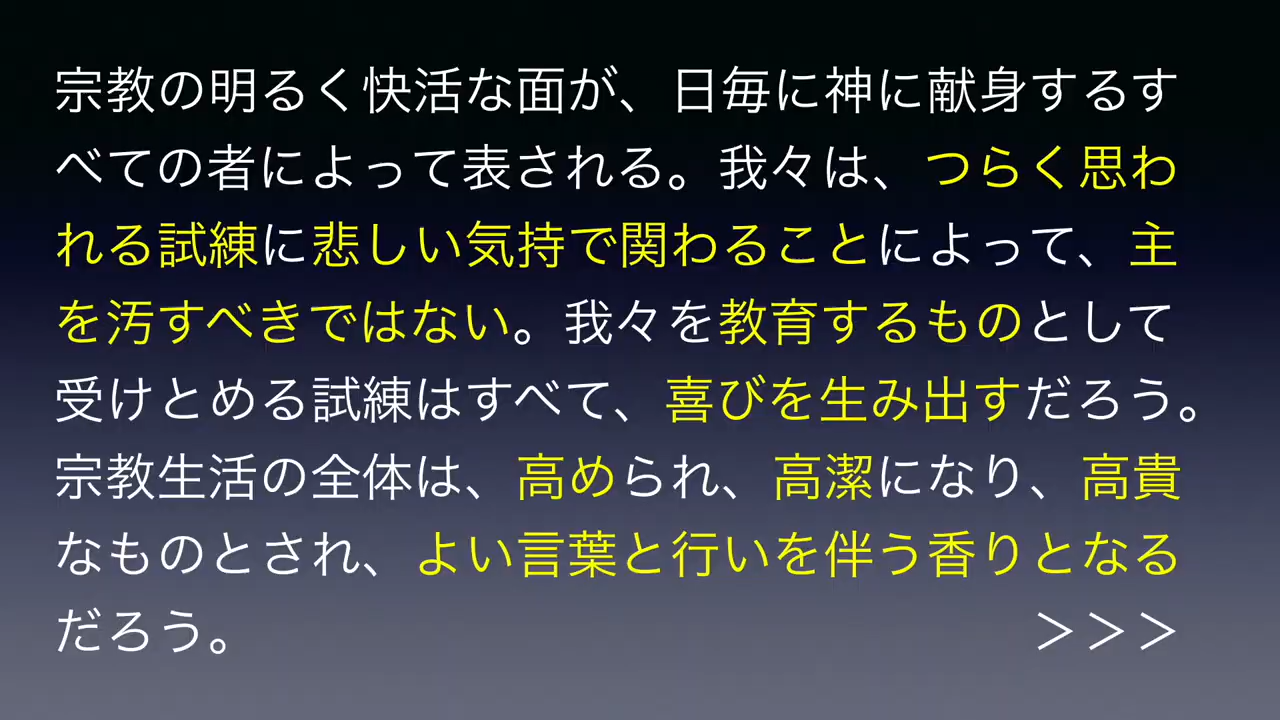 宗教の明るく快活な面が、日毎に神に献身するす
べての者によって表される。我々は、つらく思わ
れる試練に悲しい気持で関わることによって、主
を汚すべきではない。我々を教育するものとして
受けとめる試練はすべて、喜びを生み出すだろう。
宗教生活の全体は、高められ、高潔になり、高貴
なものとされ、よい言葉と行いを伴う香りとなる
だろう。 ＞＞＞